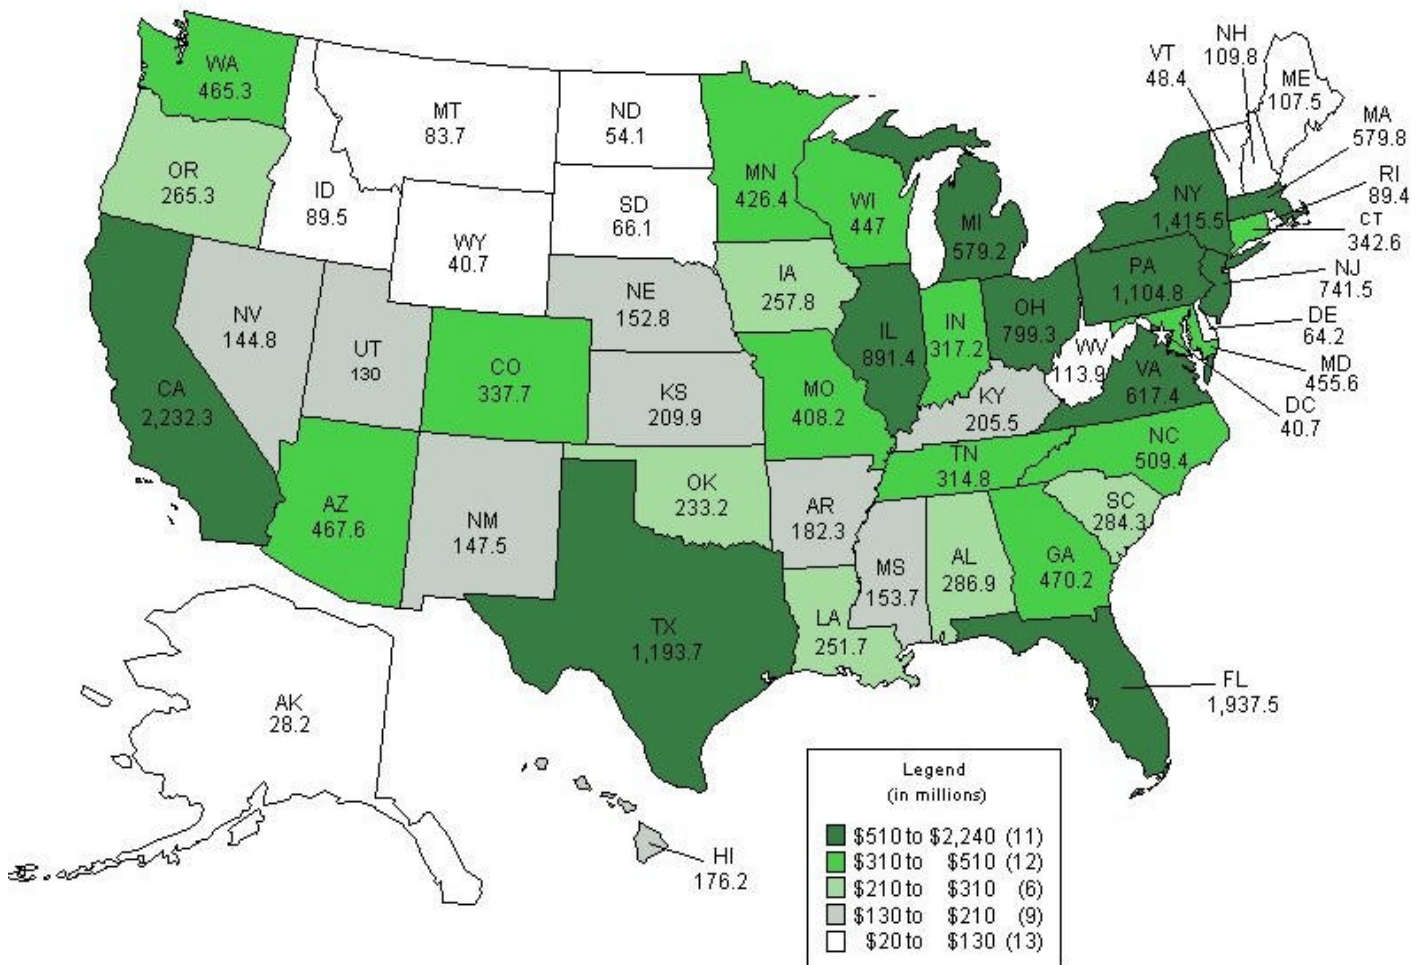 WA
465.3
OR
265.3
CA
2,232.3
NV
144.8
ID
89.5
MT
83.7
WY
40.7
UT
130
AZ
467.6
CO
337.7
NM
147.5
ND
54.1
SD
66.1
NE
152.8
KS
209.9
OK
233.2
TX
1,193.7
MN
426.4
IA
257.8
MO
408.2
AR
182.3
LA
251.7
WI
447
IL
891.4
MI
579.2
IN
317.2
OH
799.3
KY
205.5
TN
314.8
MS
153.7
AL
286.9
GA
470.2
FL
1,937.5
SC
284.3
NC
509.4
VA
617.4
WV
113.9
PA
1,104.8
NY
1,415.5
VT
48.4
NH
109.8
ME
107.5
MA
579.8
RI
89.4
CT
342.6
NJ
741.5
DE
64.2
MD
455.6
DC
40.7
AK
28.2
HI
176.2
Legend
(in millions)
$510 to $2,240 (11)
$310 to $510 (12)
$210 to $310 (6)
$130 to $210 (9)
$20 to $130 (13)